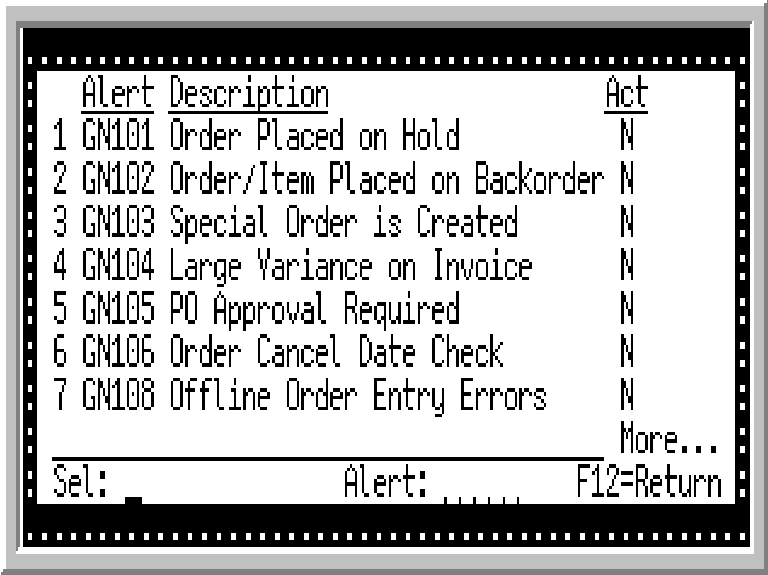 Alert Description Act
1 GN101 Order Placed on Hold N
2 GN102 Order/Item Placed on Backorder N
3 GN103 Special Order is Created N
4 GN104 Large Variance on Invoice N
5 GN105 PO Approval Required N
6 GN106 Order Cancel Date Check N
7 GN108 Offline Order Entry Errors N
More...
Sel: Alert: ...... F12=Return